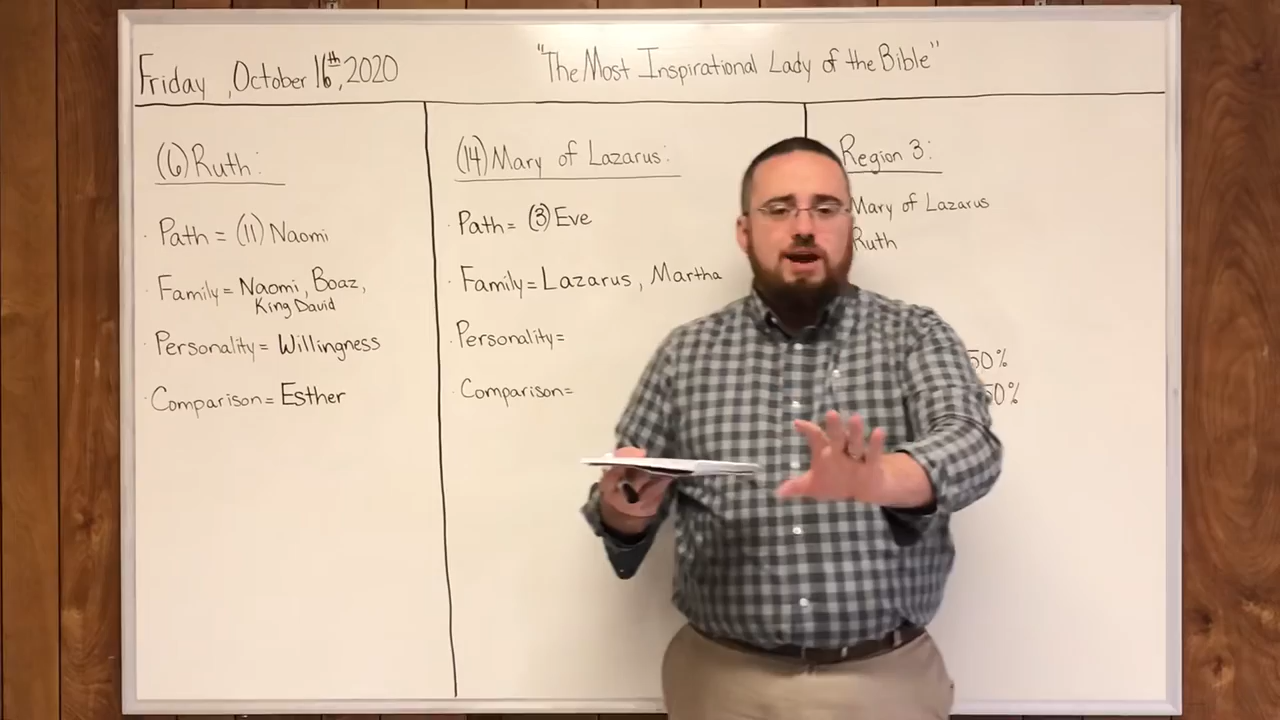 Friday, October 16th, 2020
"The Most Inspirational Lady of the Bible"
(6) Ruth:
· Path = (11) Naomi
· Family = Naomi, Boaz,
King David
· Personality = Willingness
· Comparison = Esther
(14) Mary of Lazarus:
· Path = (3) Eve
· Family = Lazarus, Martha
· Personality =
· Comparison =
Region 3:
Mary of Lazarus
Ruth
50%
50%